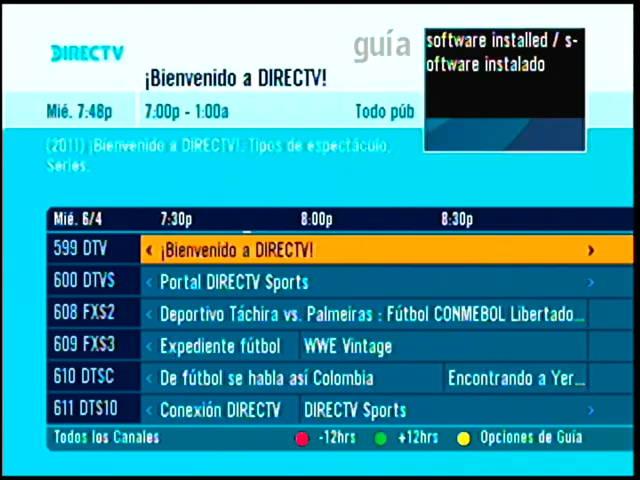 DIRECTV
guía
software installed / s-
oftware instalado
¡Bienvenido a DIRECTV!
Mié. 7:48p
7:00p - 1:00a
Todo púb
(2011) ¡Bienvenido a DIRECTV!. Tipos de espectáculo,
Series.
Mié. 6/4 7:30p 8:00p 8:30p
599 DTV ¡Bienvenido a DIRECTV!
600 DTVS Portal DIRECTV Sports
608 FXS2 Deportivo Táchira vs. Palmeiras : Fútbol CONMEBOL Libertado...
609 FXS3 Expediente fútbol WWE Vintage
610 DTSC De fútbol se habla así Colombia Encontrando a Yer...
611 DTS10 Conexión DIRECTV DIRECTV Sports
Todos los Canales -12hrs +12hrs Opciones de Guía